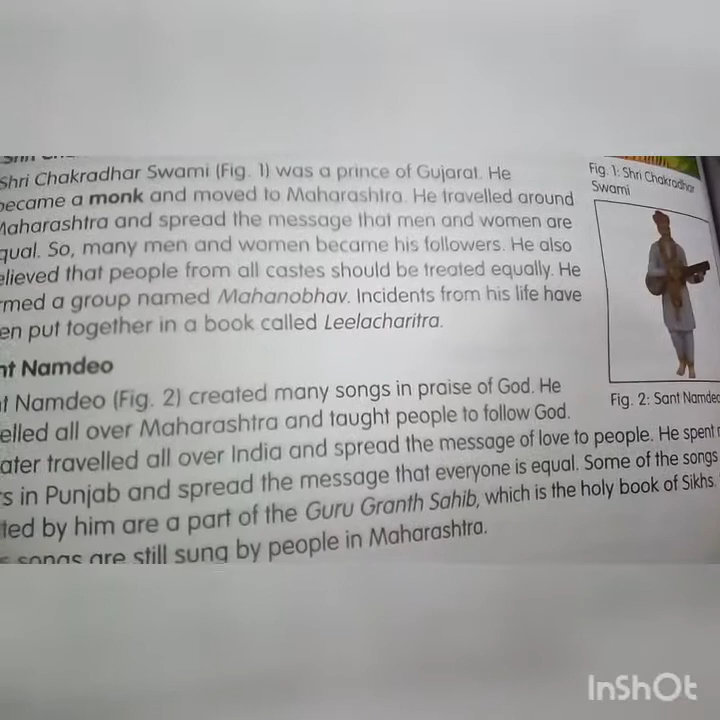 Shri
Shri Chakradhar Swami (Fig. 1) was a prince of Gujarat. He
became a monk and moved to Maharashtra. He travelled around
Maharashtra and spread the message that men and women are
qual. So, many men and women became his followers. He also
elieved that people from all castes should be treated equally. He
rmed a group named Mahanobhav. Incidents from his life have
en put together in a book called Leelacharitra.
Fig. 1: Shri Chakradhar
Swami
nt Namdeo
t Namdeo (Fig. 2) created many songs in praise of God. He
elled all over Maharashtra and taught people to follow God.
ater travelled all over India and spread the message of love to people. He spent
rs in Punjab and spread the message that everyone is equal. Some of the songs
ted by him are a part of the Guru Granth Sahib, which is the holy book of Sikhs.
songs are still sung by people in Maharashtra.
Fig. 2: Sant Namdeo
InShOt